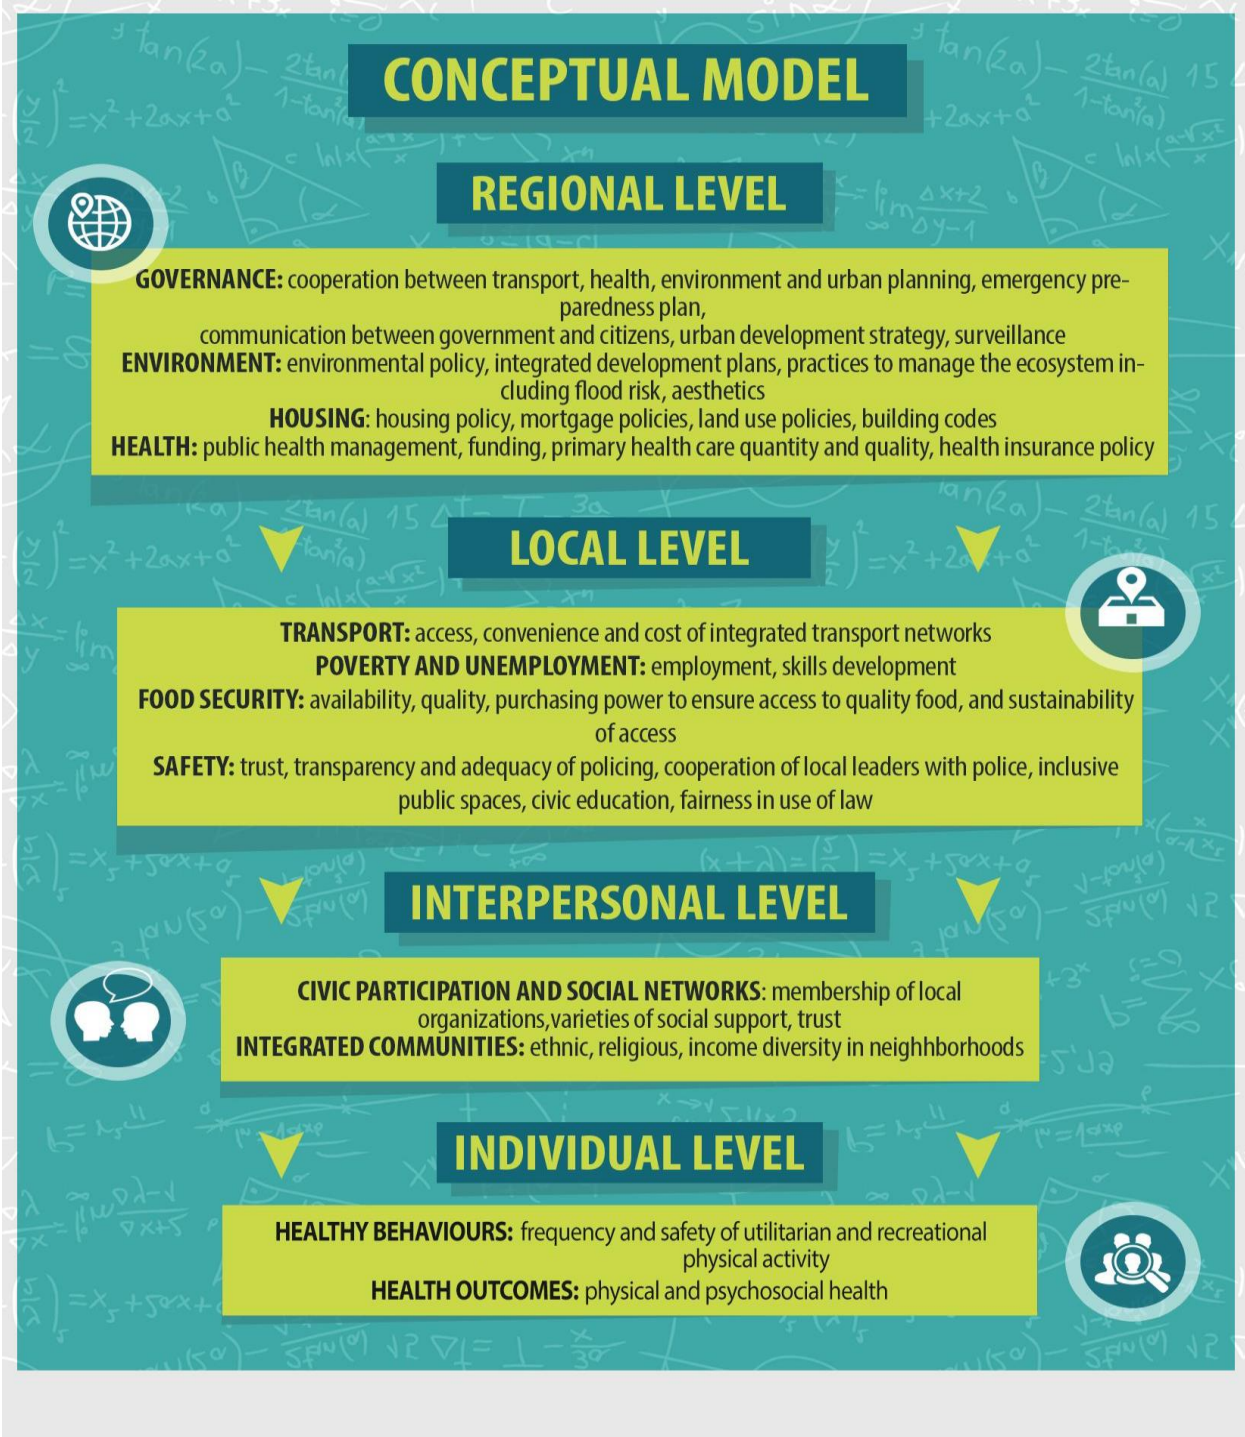 CONCEPTUAL MODEL
REGIONAL LEVEL
GOVERNANCE: cooperation between transport, health, environment and urban planning, emergency pre-
paredness plan,
communication between government and citizens, urban development strategy, surveillance
ENVIRONMENT: environmental policy, integrated development plans, practices to manage the ecosystem in-
cluding flood risk, aesthetics
HOUSING: housing policy, mortgage policies, land use policies, building codes
HEALTH: public health management, funding, primary health care quantity and quality, health insurance policy
LOCAL LEVEL
TRANSPORT: access, convenience and cost of integrated transport networks
POVERTY AND UNEMPLOYMENT: employment, skills development
FOOD SECURITY: availability, quality, purchasing power to ensure access to quality food, and sustainability
of access
SAFETY: trust, transparency and adequacy of policing, cooperation of local leaders with police, inclusive
public spaces, civic education, fairness in use of law
INTERPERSONAL LEVEL
CIVIC PARTICIPATION AND SOCIAL NETWORKS: membership of local
organizations,varieties of social support, trust
INTEGRATED COMMUNITIES: ethnic, religious, income diversity in neighhborhoods
INDIVIDUAL LEVEL
HEALTHY BEHAVIOURS: frequency and safety of utilitarian and recreational
physical activity
HEALTH OUTCOMES: physical and psychosocial health